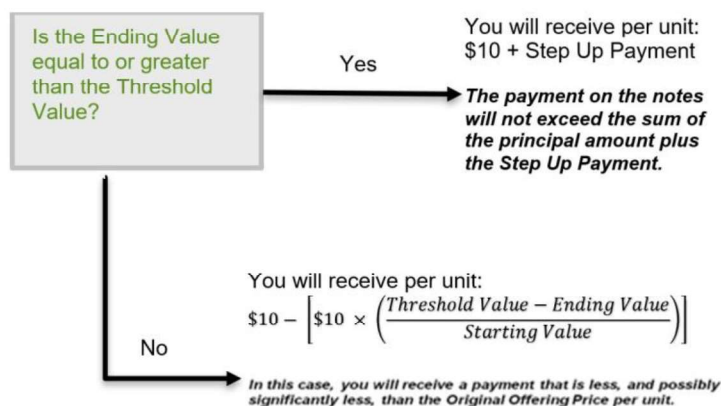 Is the Ending Value
equal to or greater
than the Threshold
Value?
Yes
You will receive per unit:
$10 + Step Up Payment
The payment on the notes
will not exceed the sum of
the principal amount plus
the Step Up Payment.
No
You will receive per unit:
$10 − [$10 × (Threshold Value − Ending Value / Starting Value)]
In this case, you will receive a payment that is less, and possibly
significantly less, than the Original Offering Price per unit.